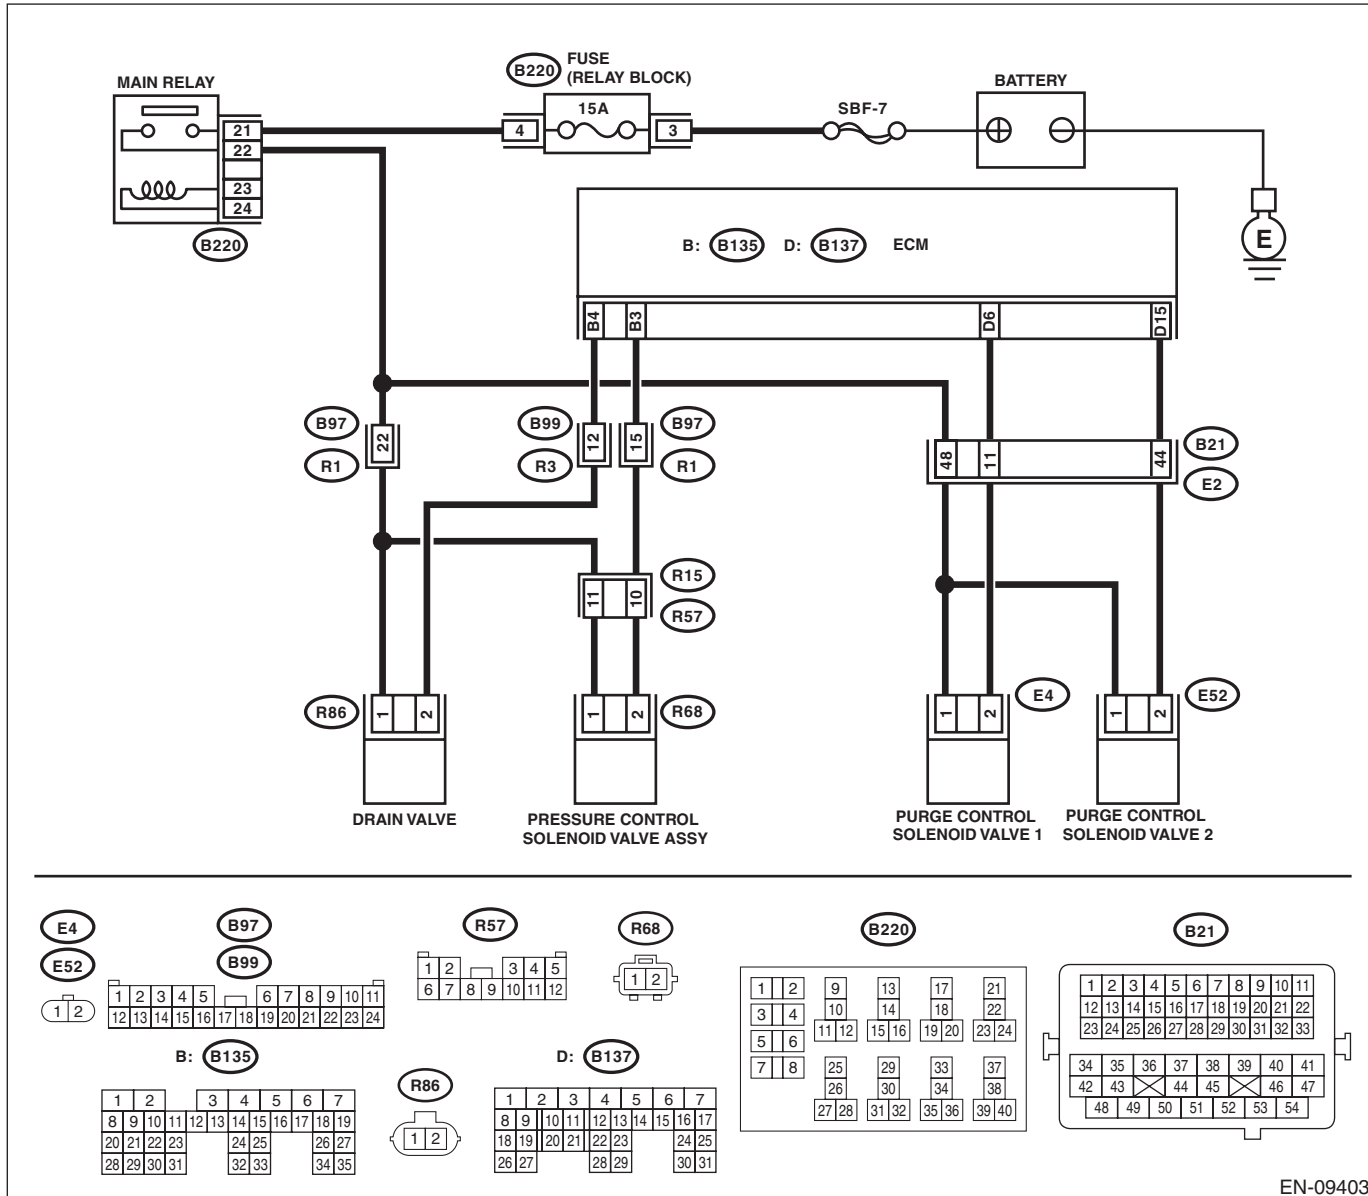 B220
FUSE
(RELAY BLOCK)
MAIN RELAY
BATTERY
15A
SBF-7
21
4
3
22
23
24
B220
E
B: B135 D: B137 ECM
B4 B3 D6 D15
B97 B99 B97 B21
22 12 15 48 11 44
R1 R3 R1 E2
R15
11 10
R57
R86 1 2
1 2 R68
1 2 E4
1 2 E52
DRAIN VALVE
PRESSURE CONTROL
SOLENOID VALVE ASSY
PURGE CONTROL
SOLENOID VALVE 1
PURGE CONTROL
SOLENOID VALVE 2
E4
E52
1 2
B97
B99
1 2 3 4 5 6 7 8 9 10 11
12 13 14 15 16 17 18 19 20 21 22 23 24
R57
1 2 3 4 5
6 7 8 9 10 11 12
R68
1 2
B220
1 2 9 13 17 21
3 4 10 14 18 22
11 12 15 16 19 20 23 24
5 6
7 8 25 29 33 37
26 30 34 38
27 28 31 32 35 36 39 40
B21
1 2 3 4 5 6 7 8 9 10 11
12 13 14 15 16 17 18 19 20 21 22
23 24 25 26 27 28 29 30 31 32 33
34 35 36 37 38 39 40 41
42 43 44 45 46 47
48 49 50 51 52 53 54
B: B135
1 2 3 4 5 6 7
8 9 10 11 12 13 14 15 16 17 18 19
20 21 22 23 24 25 26 27
28 29 30 31 32 33 34 35
R86
1 2
D: B137
1 2 3 4 5 6 7
8 9 10 11 12 13 14 15 16 17
18 19 20 21 22 23 24 25
26 27 28 29 30 31
EN-09403